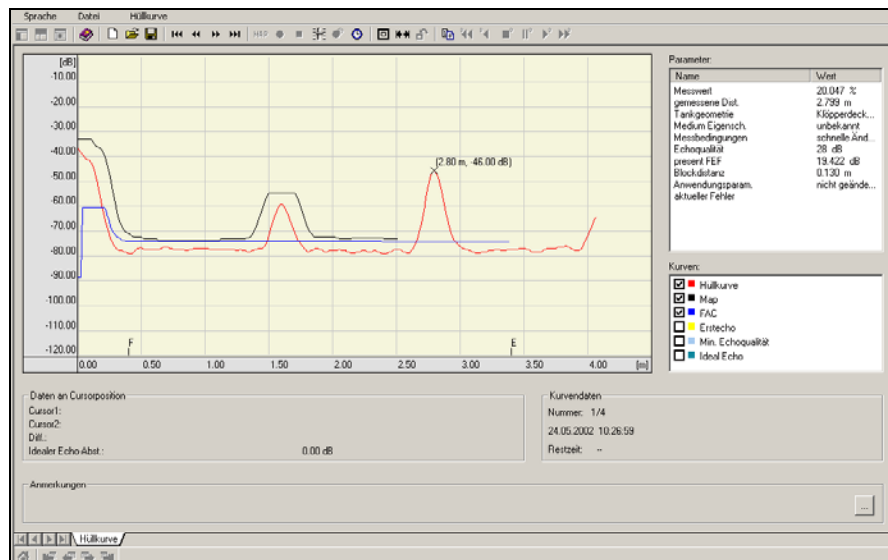 Sprache Datei Hüllkurve
[dB]
-10.00
-20.00
-30.00
-40.00
-50.00
-60.00
-70.00
-80.00
-90.00
-100.00
-110.00
-120.00
(2.80 m, -46.00 dB)
F E
0.00 0.50 1.00 1.50 2.00 2.50 3.00 3.50 4.00 [m]
Parameter:
Name Wert
Messwert 20.047 %
gemessene Dist. 2.799 m
Tankgeometrie Klöpperdeck...
Medium Eigensch. unbekannt
Messbedingungen schnelle Änd...
Echoqualität 28 dB
present FEF 19.422 dB
Blockdistanz 0.130 m
Anwendungsparam. nicht geände...
aktueller Fehler
Kurven:
Hüllkurve
Map
FAC
Erstecho
Min. Echoqualität
Ideal Echo
Daten an Cursorposition
Cursor1:
Cursor2:
Diff.:
Idealer Echo-Abst.: 0.00 dB
Kurvendaten
Nummer: 1/4
24.05.2002 10:26:59
Restzeit: --
Anmerkungen
...
Hüllkurve